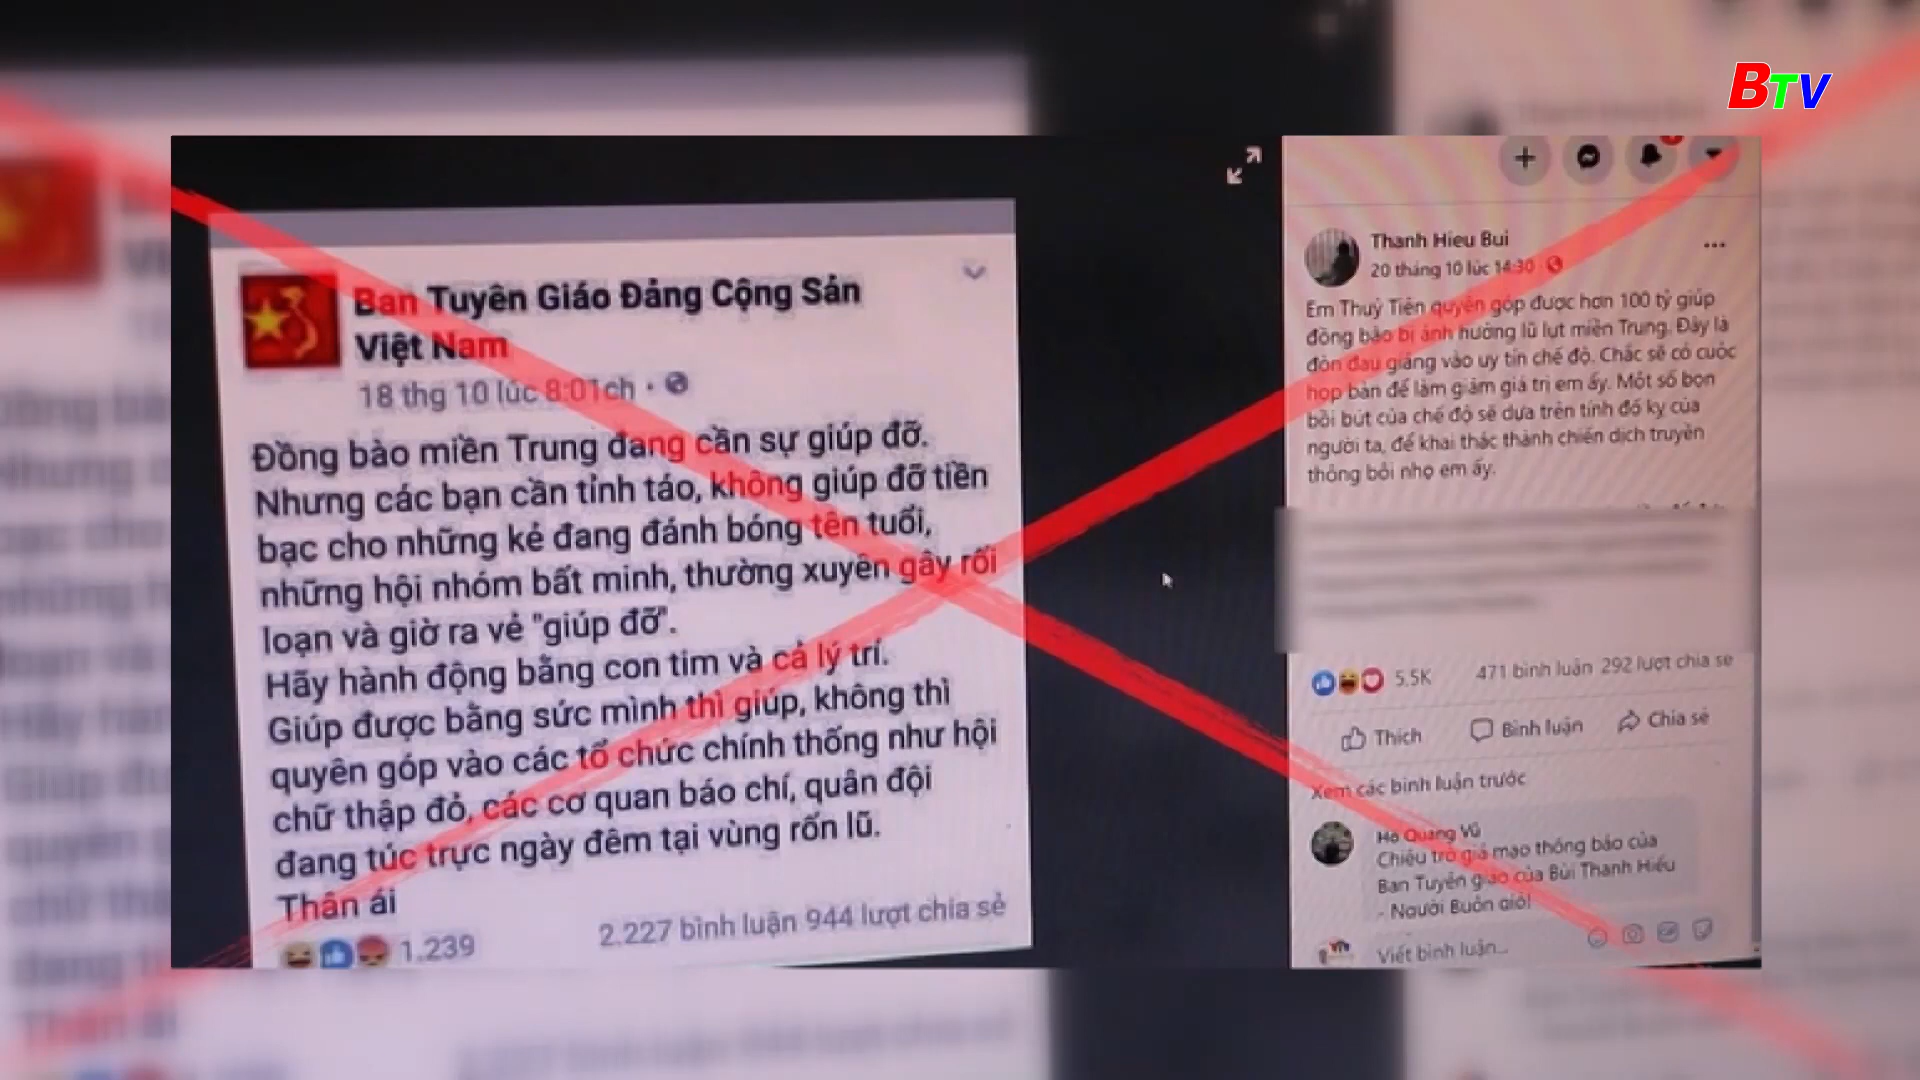 BTV
Ban Tuyên Giáo Đảng Cộng Sản
Việt Nam
18 thg 10 lúc 8:01ch ·
Đồng bào miền Trung đang cần sự giúp đỡ.
Nhưng các bạn cần tỉnh táo, không giúp đỡ tiền
bạc cho những kẻ đang đánh bóng tên tuổi,
những hội nhóm bất minh, thường xuyên gây rối
loạn và giờ ra vẻ "giúp đỡ".
Hãy hành động bằng con tim và cả lý trí.
Giúp được bằng sức mình thì giúp, không thì
quyên góp vào các tổ chức chính thống như hội
chữ thập đỏ, các cơ quan báo chí, quân đội
đang túc trực ngày đêm tại vùng rốn lũ.
Thân ái
1.239 2.227 bình luận 944 lượt chia sẻ
Thanh Hieu Bui
20 tháng 10 lúc 14:30
Em Thuỷ Tiên quyên góp được hơn 100 tỷ giúp
đồng bào bị ảnh hưởng lũ lụt miền Trung. Đây là
đòn đau giáng vào uy tín chế độ. Chắc sẽ có cuộc
họp bàn để làm giảm giá trị em ấy. Một số bọn
bồi bút của chế độ sẽ dựa trên tính đố kỵ của
người ta, để khai thác thành chiến dịch truyền
thông bôi nhọ em ấy.
5.5K 471 bình luận 292 lượt chia sẻ
Thích Bình luận Chia sẻ
Xem các bình luận trước
Hà Quang Vũ
Chiêu trò giả mạo thông báo của
Ban Tuyên giáo của Bùi Thanh Hiếu
- Người Buôn gió!
Viết bình luận...